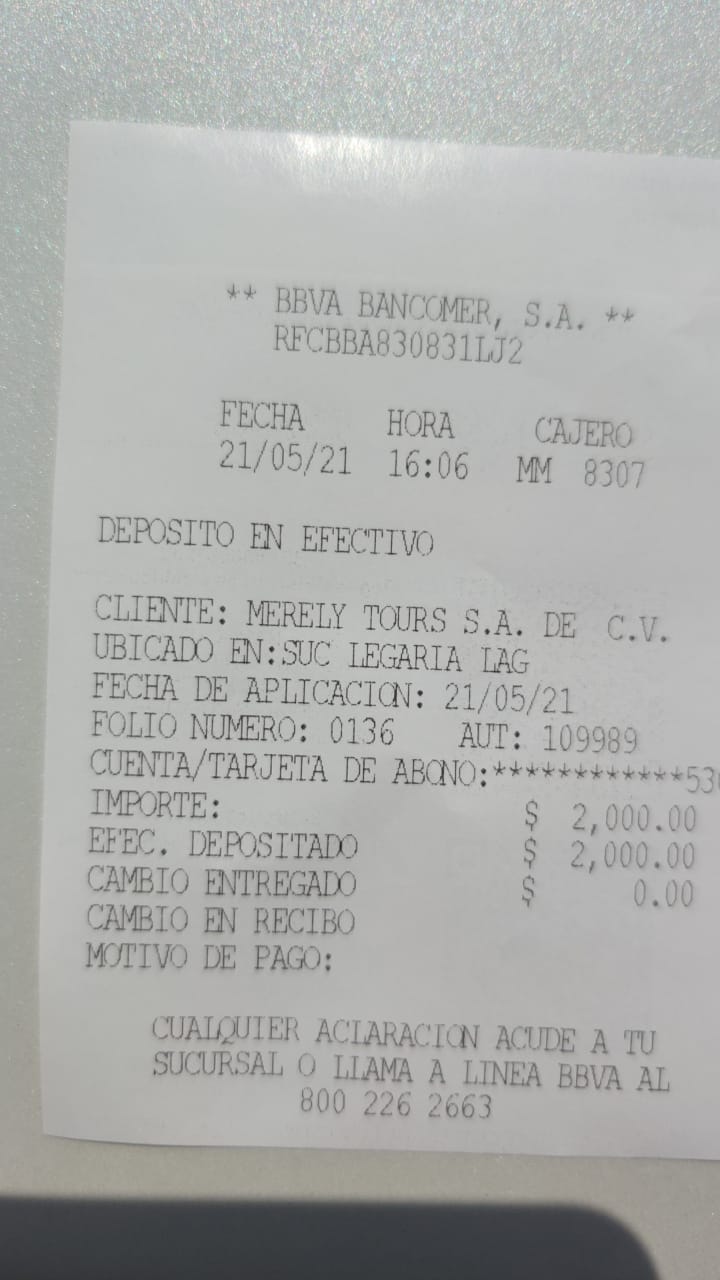 ** BBVA BANCOMER, S.A. **
RFCBBA830831LJ2
FECHA HORA CAJERO
21/05/21 16:06 MM 8307
DEPOSITO EN EFECTIVO
CLIENTE: MERELY TOURS S.A. DE C.V.
UBICADO EN:SUC LEGARIA LAG
FECHA DE APLICACION: 21/05/21
FOLIO NUMERO: 0136 AUT: 109989
CUENTA/TARJETA DE ABONO:************53
IMPORTE: $ 2,000.00
EFEC. DEPOSITADO $ 2,000.00
CAMBIO ENTREGADO $ 0.00
CAMBIO EN RECIBO
MOTIVO DE PAGO:
CUALQUIER ACLARACION ACUDE A TU
SUCURSAL O LLAMA A LINEA BBVA AL
800 226 2663